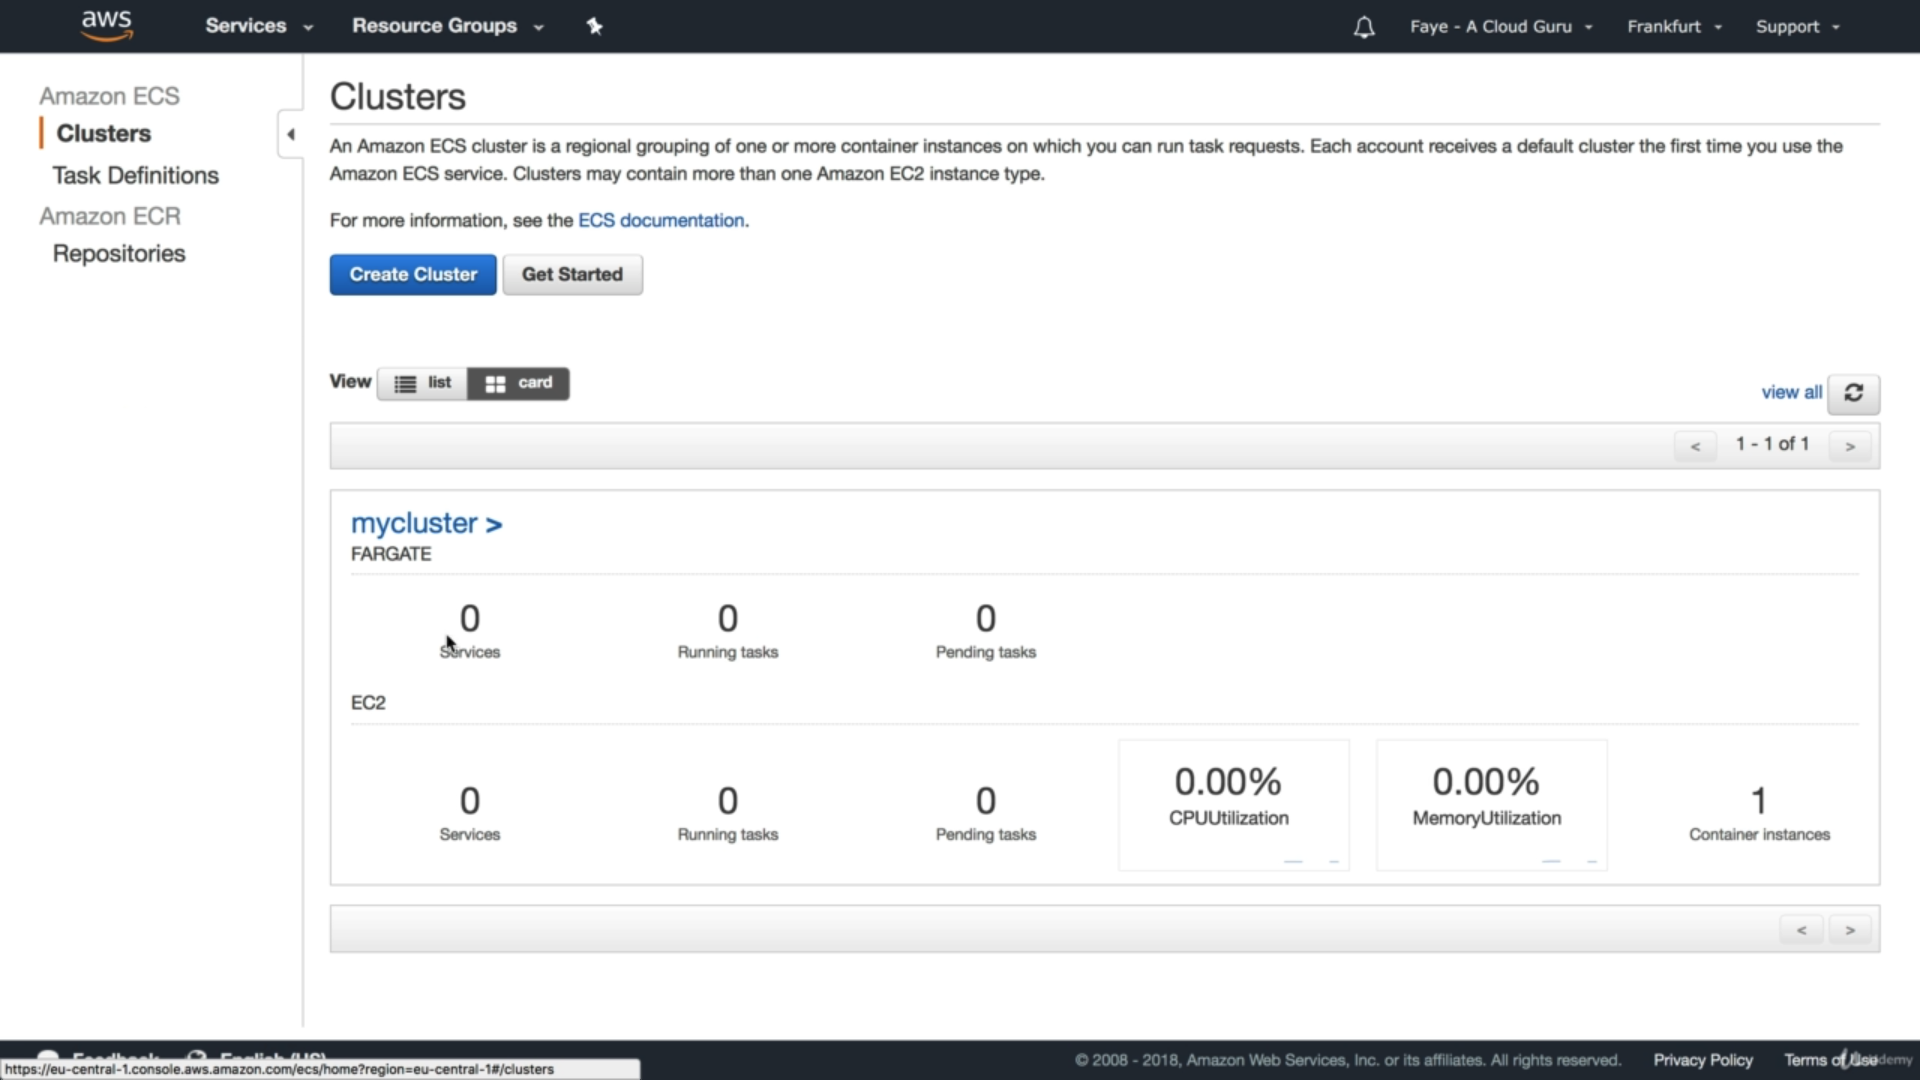 aws Services Resource Groups Faye - A Cloud Guru Frankfurt Support
Amazon ECS
Clusters
Task Definitions
Amazon ECR
Repositories
Clusters
An Amazon ECS cluster is a regional grouping of one or more container instances on which you can run task requests. Each account receives a default cluster the first time you use the
Amazon ECS service. Clusters may contain more than one Amazon EC2 instance type.
For more information, see the ECS documentation.
Create Cluster Get Started
View list card
view all
< 1 - 1 of 1 >
mycluster >
FARGATE
0 0 0
Services Running tasks Pending tasks
EC2
0 0 0 0.00% 0.00% 1
Services Running tasks Pending tasks CPUUtilization MemoryUtilization Container instances
< >
Feedback English (US)
© 2008 - 2018, Amazon Web Services, Inc. or its affiliates. All rights reserved. Privacy Policy Terms of Use
https://eu-central-1.console.aws.amazon.com/ecs/home?region=eu-central-1#/clusters